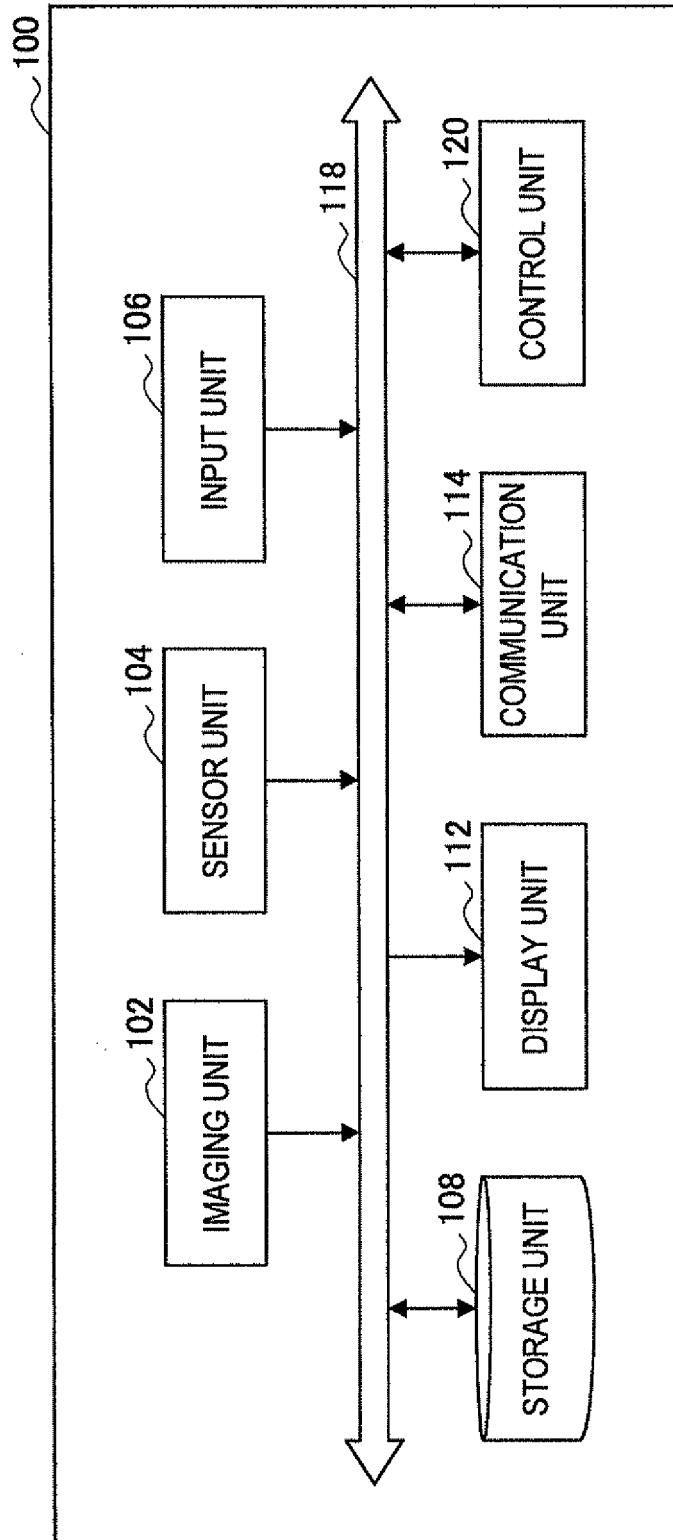 100
102
IMAGING UNIT
104
SENSOR UNIT
106
INPUT UNIT
118
108
STORAGE UNIT
112
DISPLAY UNIT
114
COMMUNICATION
UNIT
120
CONTROL UNIT